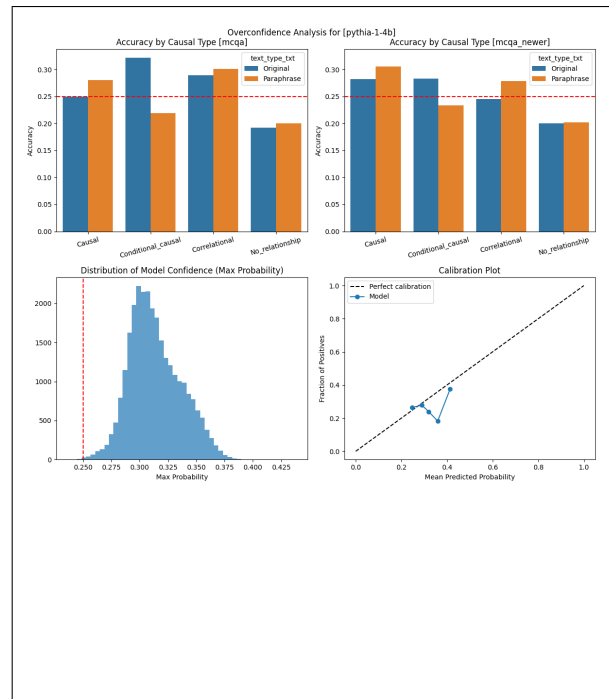 Overconfidence Analysis for [pythia-1-4b]
Accuracy by Causal Type [mcqa]
Accuracy
0.30
0.25
0.20
0.15
0.10
0.05
0.00
text_type_txt
Original
Paraphrase
Causal
Conditional_causal
Correlational
No_relationship
Accuracy by Causal Type [mcqa_newer]
Accuracy
0.30
0.25
0.20
0.15
0.10
0.05
0.00
text_type_txt
Original
Paraphrase
Causal
Conditional_causal
Correlational
No_relationship
Distribution of Model Confidence (Max Probability)
2000
1500
1000
500
0
0.250
0.275
0.300
0.325
0.350
0.375
0.400
0.425
Max Probability
Calibration Plot
Fraction of Positives
1.0
0.8
0.6
0.4
0.2
0.0
Perfect calibration
Model
0.0
0.2
0.4
0.6
0.8
1.0
Mean Predicted Probability